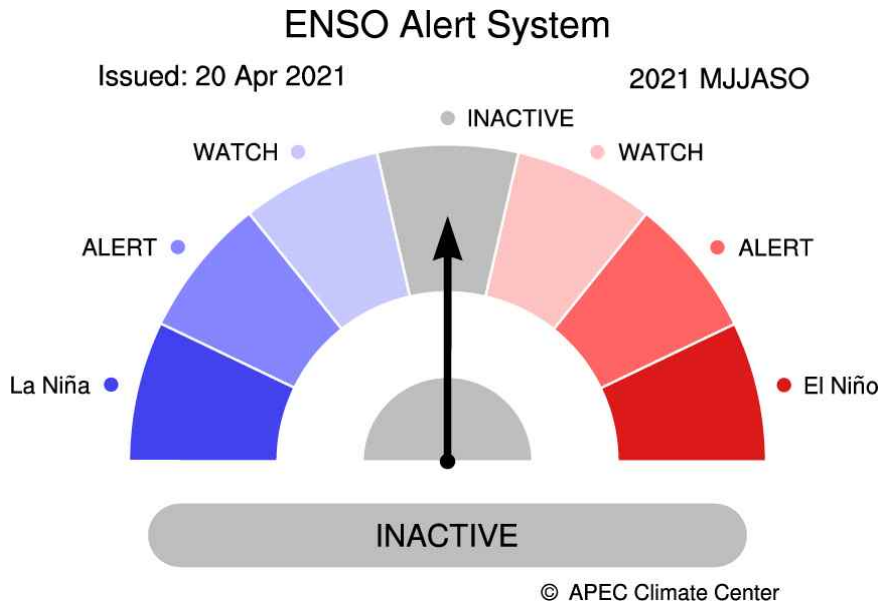 ENSO Alert System
Issued: 20 Apr 2021
2021 MJJASO
INACTIVE
WATCH
WATCH
ALERT
ALERT
La Niña
El Niño
INACTIVE
© APEC Climate Center